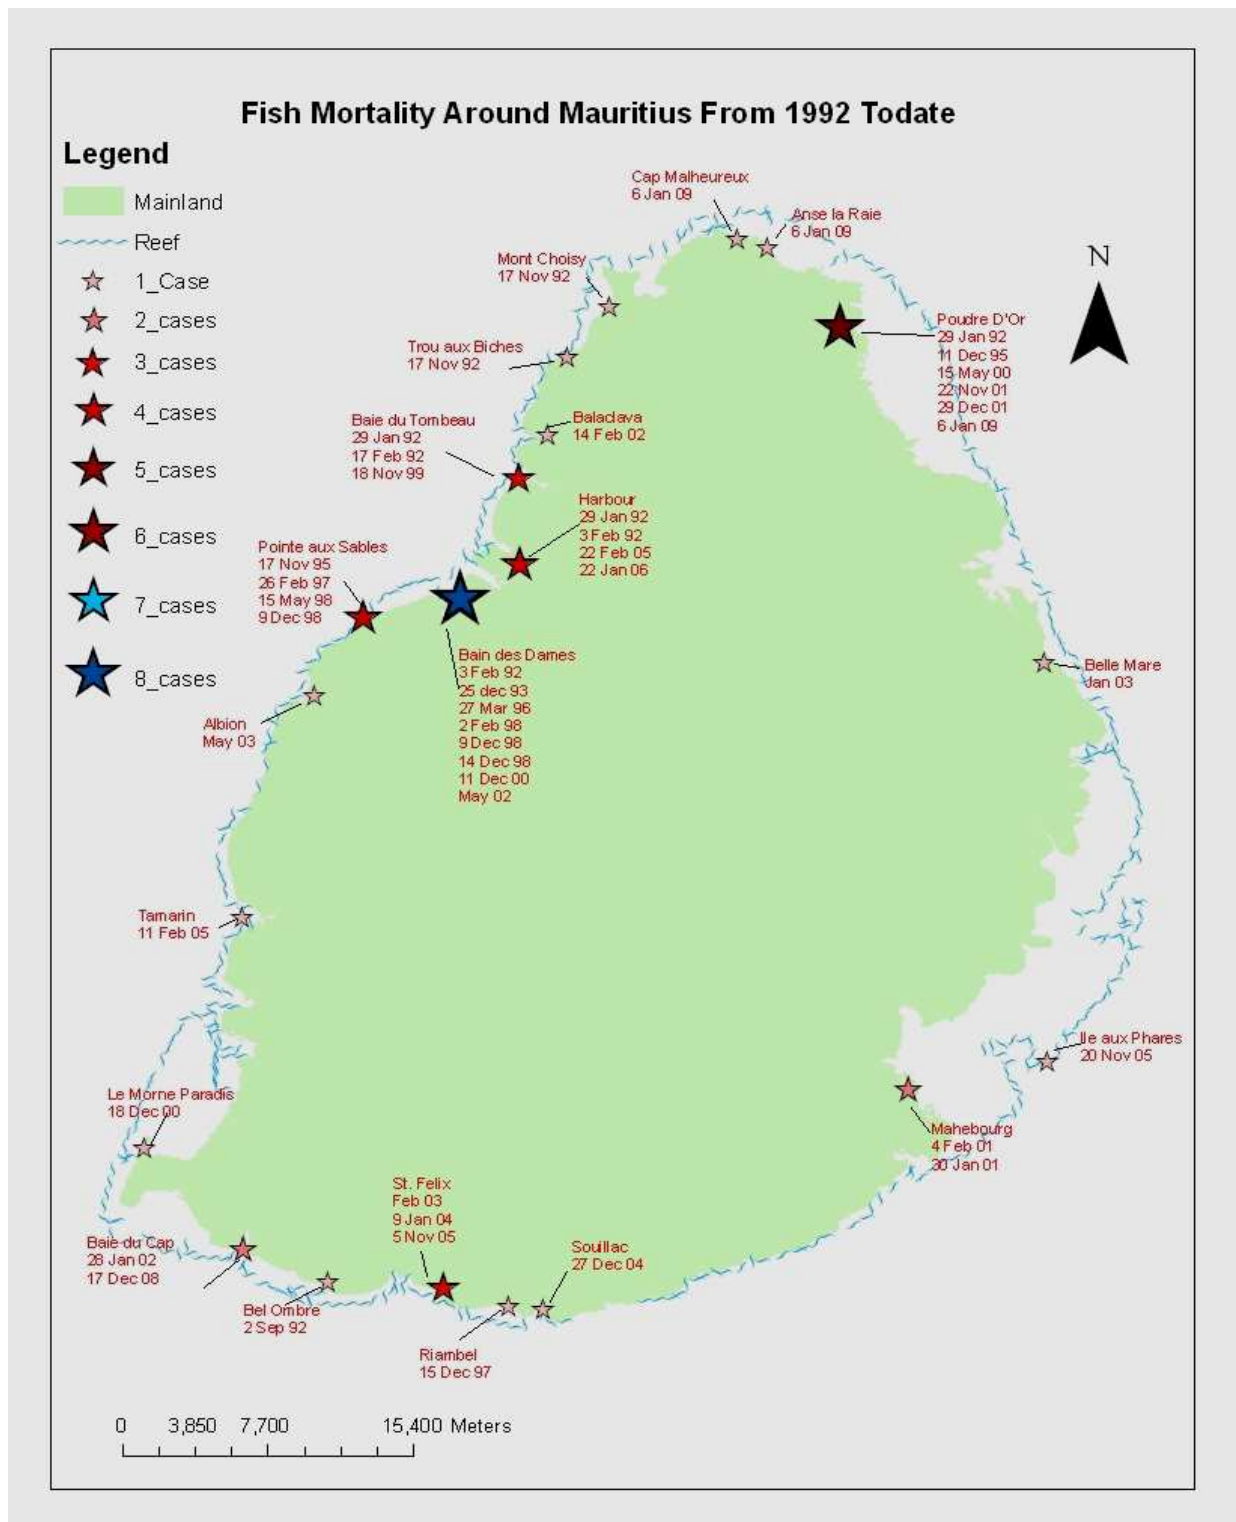 Fish Mortality Around Mauritius From 1992 Todate
Legend
Mainland
Reef
1_Case
2_cases
3_cases
4_cases
5_cases
6_cases
7_cases
8_cases
Cap Malheureux
6 Jan 09
Anse la Raie
6 Jan 09
N
Mont Choisy
17 Nov 92
Poudre D'Or
29 Jan 92
11 Dec 95
15 May 00
22 Nov 01
29 Dec 01
6 Jan 09
Trou aux Biches
17 Nov 92
Balaclava
14 Feb 02
Baie du Tombeau
29 Jan 92
17 Feb 92
18 Nov 99
Harbour
29 Jan 92
3 Feb 92
22 Feb 05
22 Jan 06
Pointe aux Sables
17 Nov 95
26 Feb 97
15 May 98
9 Dec 98
Bain des Dames
3 Feb 92
25 dec 93
27 Mar 96
2 Feb 98
9 Dec 98
14 Dec 98
11 Dec 00
May 02
Belle Mare
Jan 03
Albion
May 03
Tamarin
11 Feb 05
Ile aux Phares
20 Nov 05
Le Morne Paradis
18 Dec 00
Mahebourg
4 Feb 01
30 Jan 01
St. Felix
Feb 03
9 Jan 04
5 Nov 05
Baie du Cap
28 Jan 02
17 Dec 08
Souillac
27 Dec 04
Bel Ombre
2 Sep 92
Riambel
15 Dec 97
0 3,850 7,700 15,400 Meters